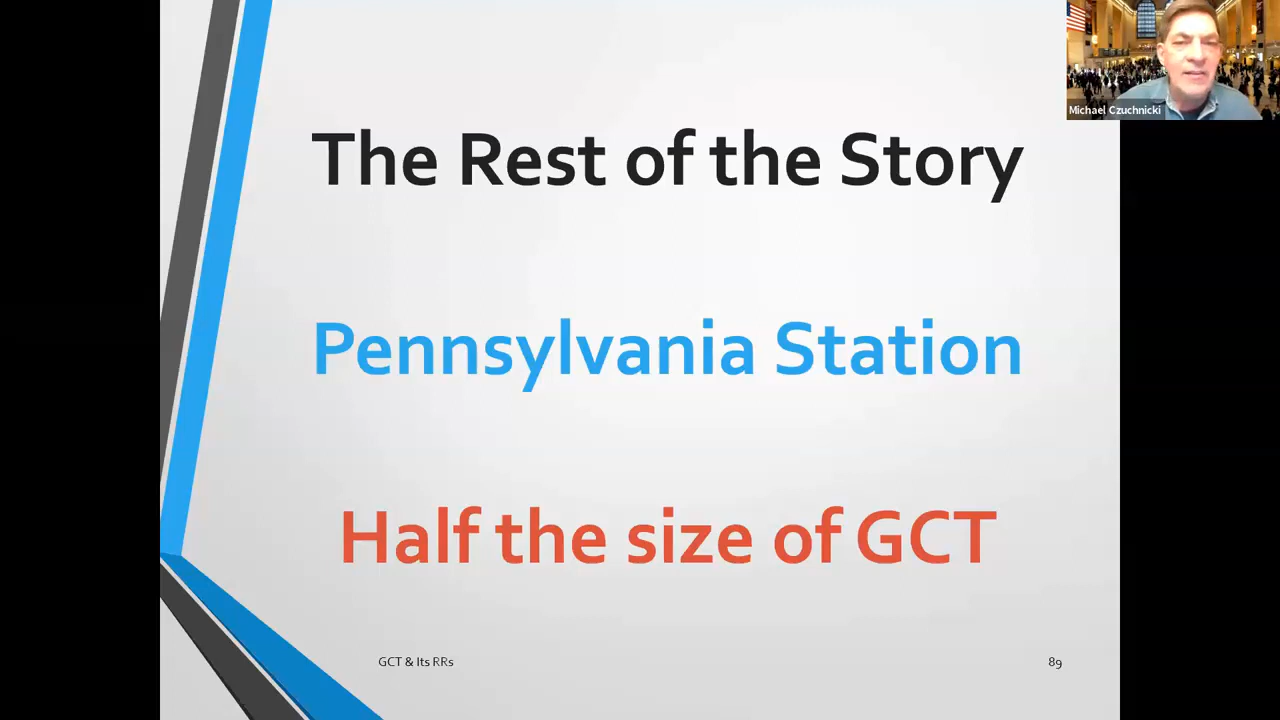 The Rest of the Story
Michael Czuchnicki
Pennsylvania Station
Half the size of GCT
GCT & Its RRs
89